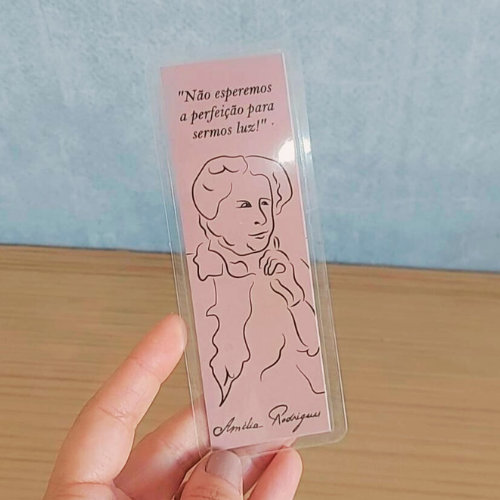 "Não esperemos
a perfeição para
sermos luz!" .
Amélia Rodrigues